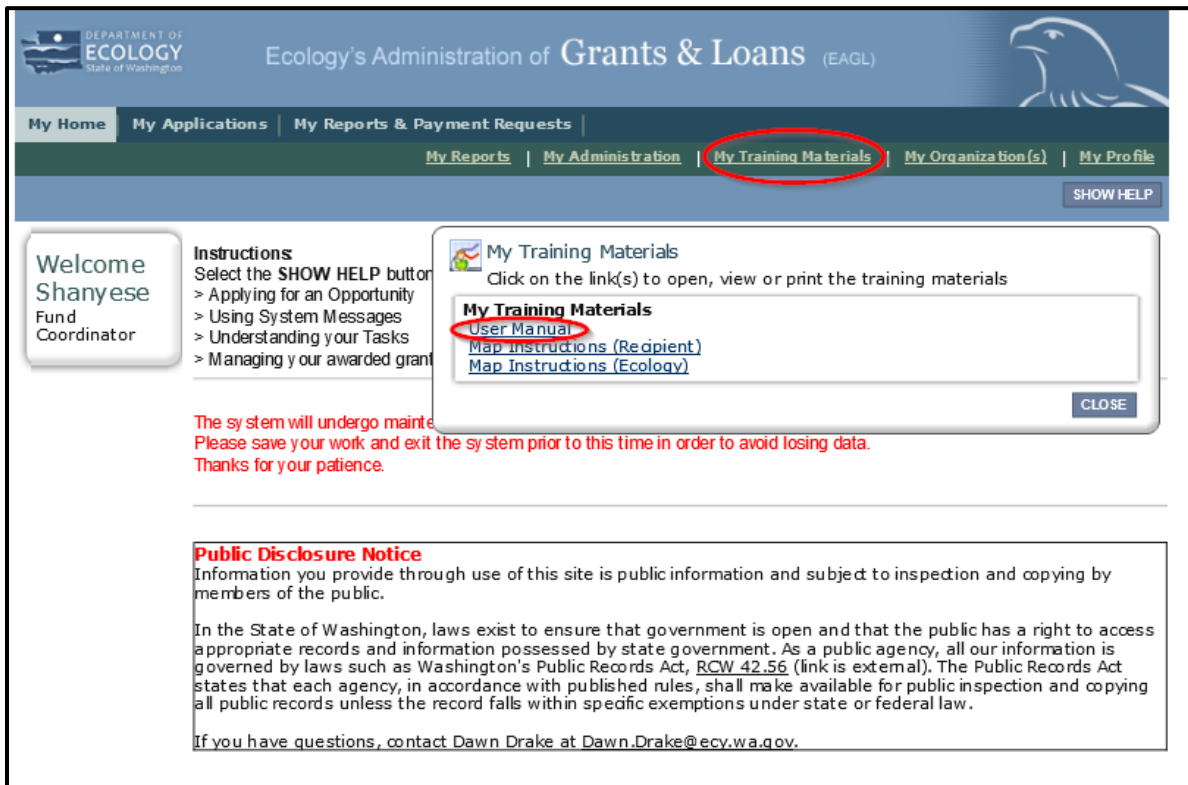 DEPARTMENT OF
ECOLOGY
State of Washington
Ecology's Administration of Grants & Loans (EAGL)
My Home | My Applications | My Reports & Payment Requests |
My Reports | My Administration | My Training Materials | My Organization(s) | My Profile
SHOW HELP
Welcome
Shanyese
Fund
Coordinator
Instructions:
Select the SHOW HELP button
> Applying for an Opportunity
> Using System Messages
> Understanding your Tasks
> Managing your awarded grant
My Training Materials
Click on the link(s) to open, view or print the training materials
My Training Materials
User Manual
Map Instructions (Recipient)
Map Instructions (Ecology)
CLOSE
The system will undergo mainte
Please save your work and exit the system prior to this time in order to avoid losing data.
Thanks for your patience.
Public Disclosure Notice
Information you provide through use of this site is public information and subject to inspection and copying by
members of the public.
In the State of Washington, laws exist to ensure that government is open and that the public has a right to access
appropriate records and information possessed by state government. As a public agency, all our information is
governed by laws such as Washington's Public Records Act, RCW 42.56 (link is external). The Public Records Act
states that each agency, in accordance with published rules, shall make available for public inspection and copying
all public records unless the record falls within specific exemptions under state or federal law.
If you have questions, contact Dawn Drake at Dawn.Drake@ecy.wa.gov.